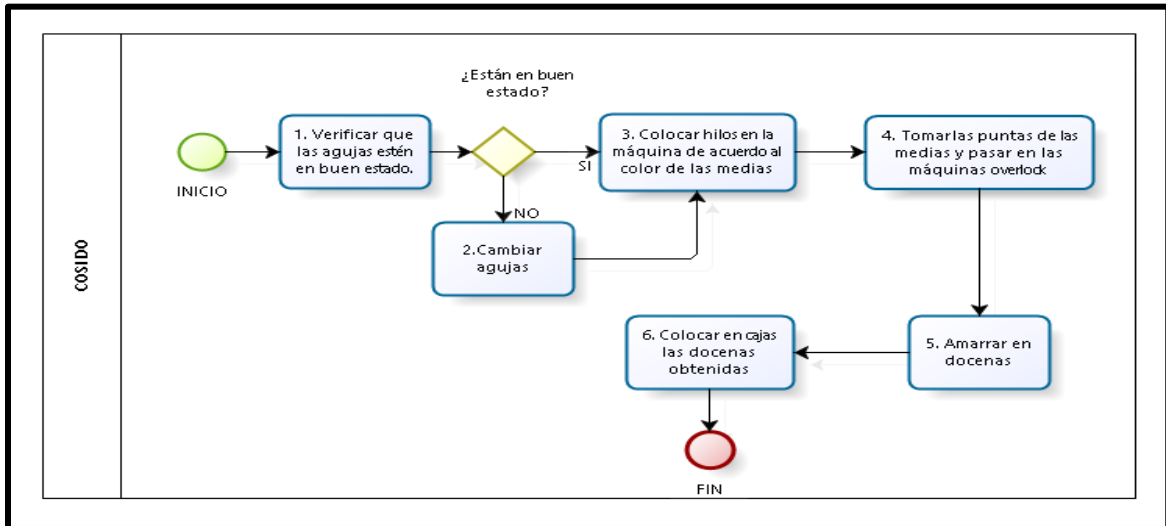 COSIDO
INICIO
1. Verificar que
las agujas estén
en buen estado.
¿Están en buen
estado?
SI
NO
2.Cambiar
agujas
3. Colocar hilos en la
máquina de acuerdo al
color de las medias
4. Tomar las puntas de las
medias y pasar en las
máquinas overlock
5. Amarrar en
docenas
6. Colocar en cajas
las docenas
obtenidas
FIN